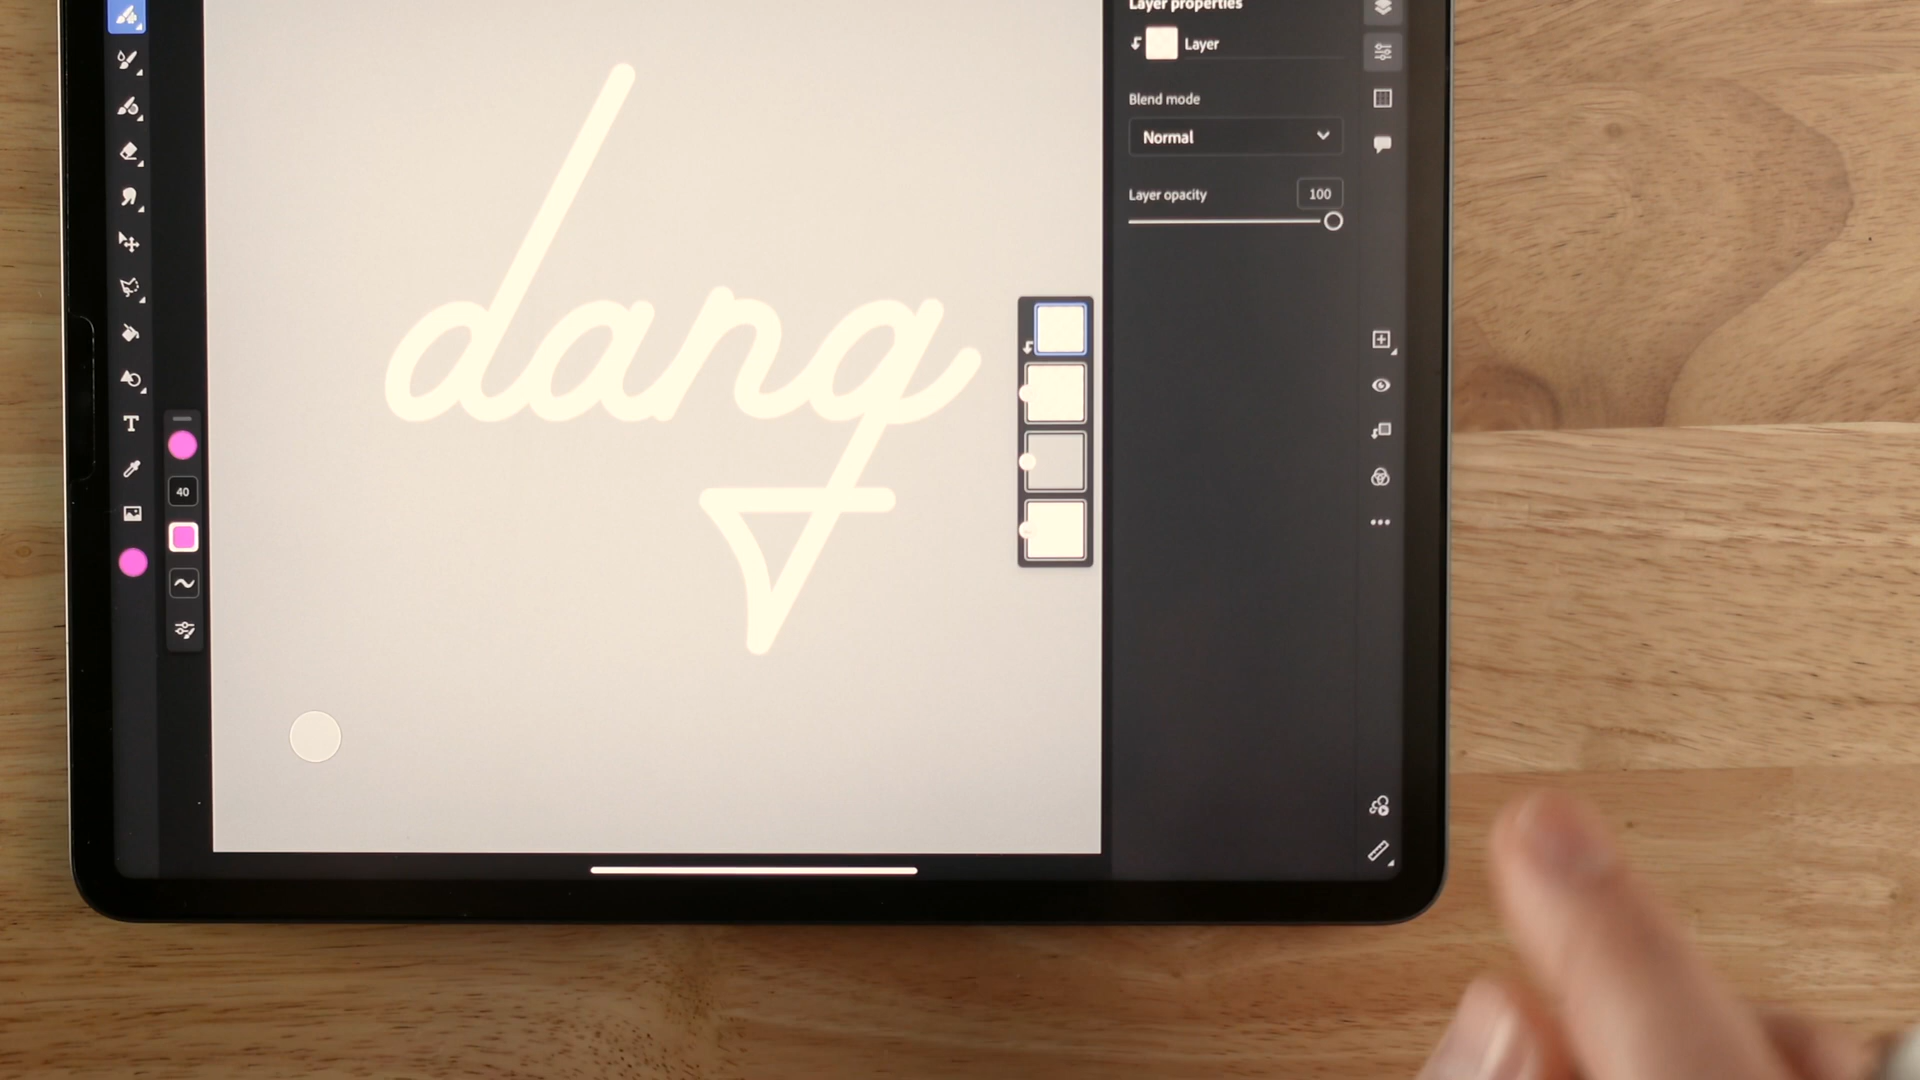 Layer properties
Layer
Blend mode
Normal
Layer opacity 100
dang
T
40